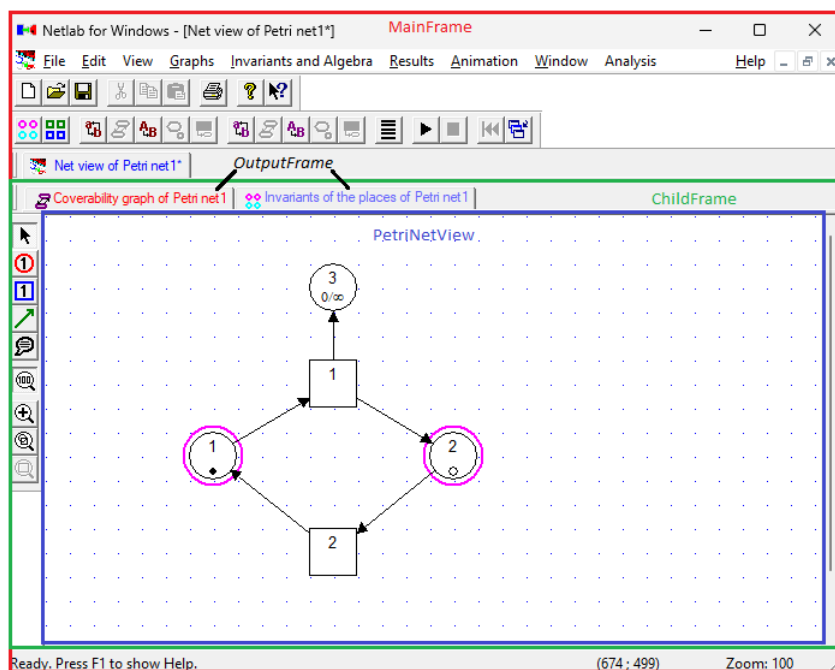 Netlab for Windows - [Net view of Petri net1*] MainFrame
File Edit View Graphs Invariants and Algebra Results Animation Window Analysis Help
Net view of Petri net1* OutputFrame
Coverability graph of Petri net1 Invariants of the places of Petri net1 ChildFrame
PetriNetView
3
0/∞
1
1 2
2
Ready. Press F1 to show Help. (674 ; 499) Zoom: 100